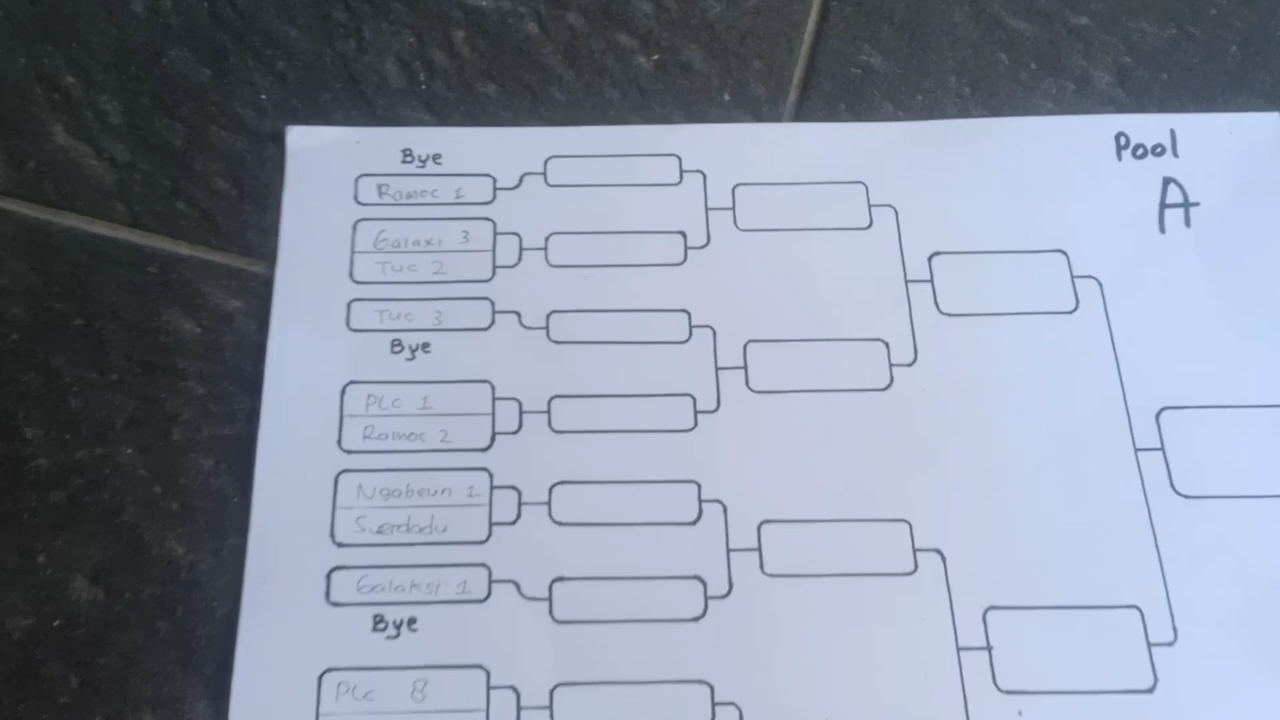 Pool
A
Bye
Ramoc 1
Galaxi 3
Tuc 2
Tuc 3
Bye
PLc 1
Ramoc 2
Ngabeun 1
Suerdadu
Galaksi 1
Bye
PLc 8